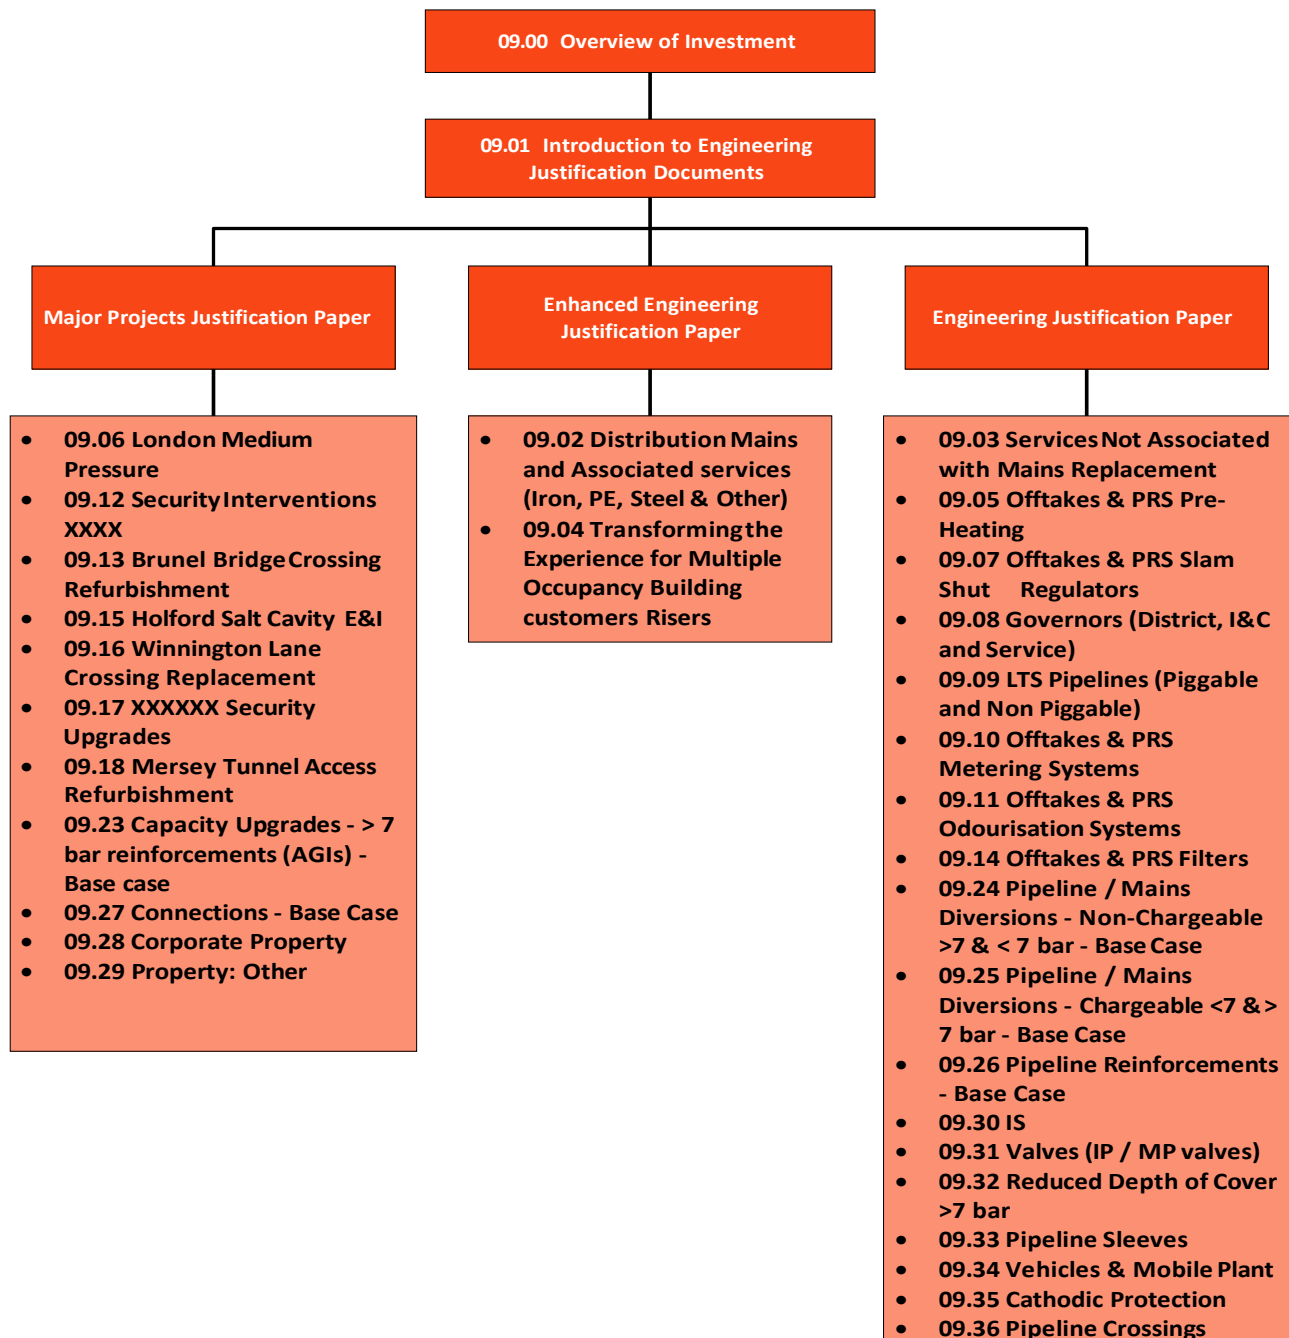 09.00 Overview of Investment
09.01 Introduction to Engineering
Justification Documents
Major Projects Justification Paper
Enhanced Engineering
Justification Paper
Engineering Justification Paper
• 09.06 London Medium
Pressure
• 09.12 Security Interventions
XXXX
• 09.13 Brunel Bridge Crossing
Refurbishment
• 09.15 Holford Salt Cavity E&I
• 09.16 Winnington Lane
Crossing Replacement
• 09.17 XXXXXX Security
Upgrades
• 09.18 Mersey Tunnel Access
Refurbishment
• 09.23 Capacity Upgrades - > 7
bar reinforcements (AGIs) -
Base case
• 09.27 Connections - Base Case
• 09.28 Corporate Property
• 09.29 Property: Other
• 09.02 Distribution Mains
and Associated services
(Iron, PE, Steel & Other)
• 09.04 Transforming the
Experience for Multiple
Occupancy Building
customers Risers
• 09.03 Services Not Associated
with Mains Replacement
• 09.05 Offtakes & PRS Pre-
Heating
• 09.07 Offtakes & PRS Slam
Shut Regulators
• 09.08 Governors (District, I&C
and Service)
• 09.09 LTS Pipelines (Piggable
and Non Piggable)
• 09.10 Offtakes & PRS
Metering Systems
• 09.11 Offtakes & PRS
Odourisation Systems
• 09.14 Offtakes & PRS Filters
• 09.24 Pipeline / Mains
Diversions - Non-Chargeable
>7 & < 7 bar - Base Case
• 09.25 Pipeline / Mains
Diversions - Chargeable <7 & >
7 bar - Base Case
• 09.26 Pipeline Reinforcements
- Base Case
• 09.30 IS
• 09.31 Valves (IP / MP valves)
• 09.32 Reduced Depth of Cover
>7 bar
• 09.33 Pipeline Sleeves
• 09.34 Vehicles & Mobile Plant
• 09.35 Cathodic Protection
• 09.36 Pipeline Crossings